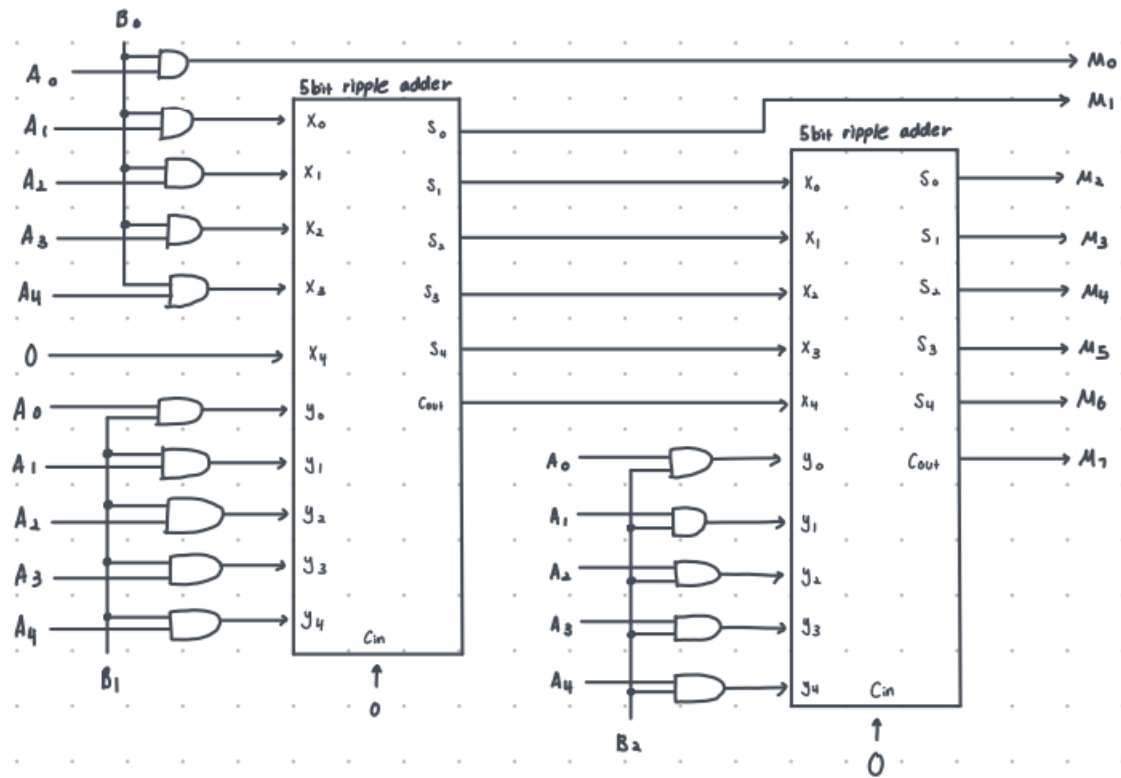 B₀
A₀
A₁
A₂
A₃
A₄
0
A₀
A₁
A₂
A₃
A₄
B₁
5bit ripple adder
x₀
x₁
x₂
x₃
x₄
y₀
y₁
y₂
y₃
y₄
S₀
S₁
S₂
S₃
S₄
Cout
Cin
0
A₀
A₁
A₂
A₃
A₄
B₂
5bit ripple adder
x₀
x₁
x₂
x₃
x₄
y₀
y₁
y₂
y₃
y₄
S₀
S₁
S₂
S₃
S₄
Cout
Cin
0
M₀
M₁
M₂
M₃
M₄
M₅
M₆
M₇